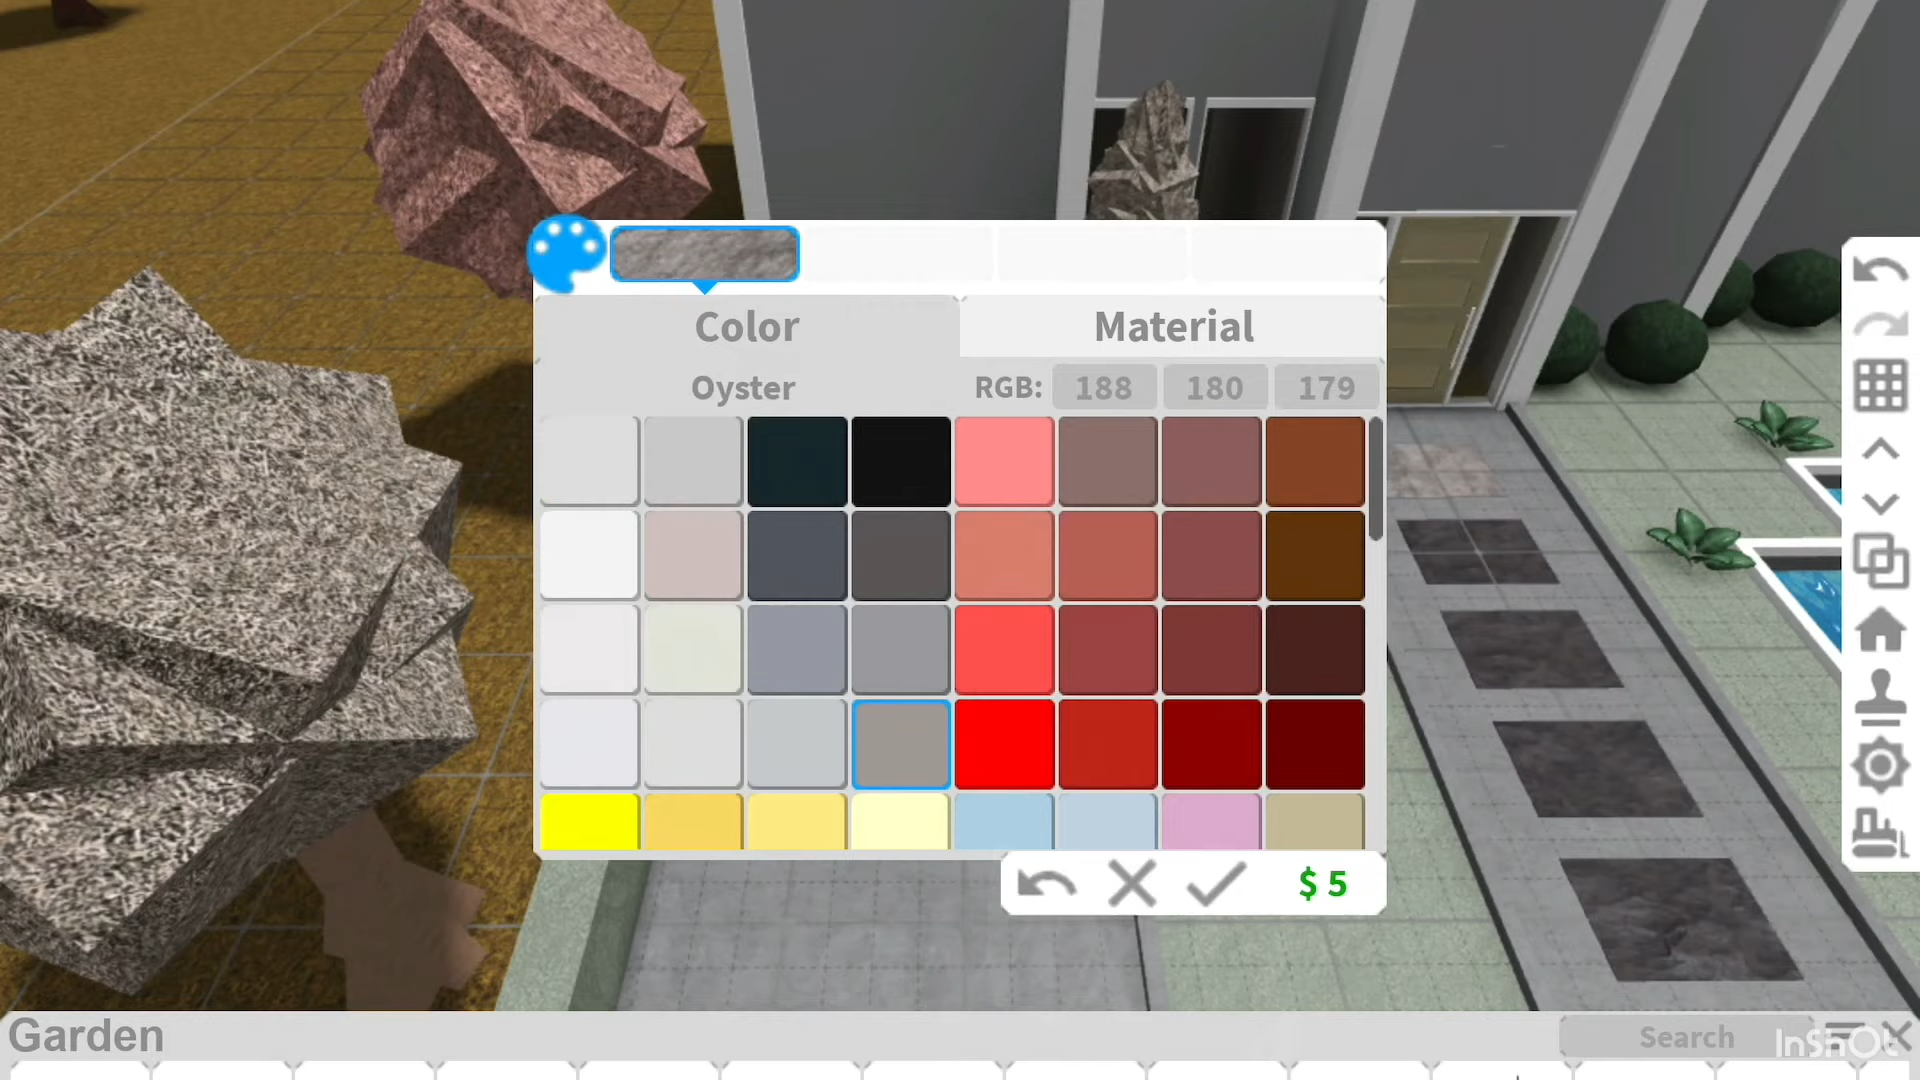 Color
Material
Oyster
RGB: 188 180 179
$ 5
Garden
Search
InShOt